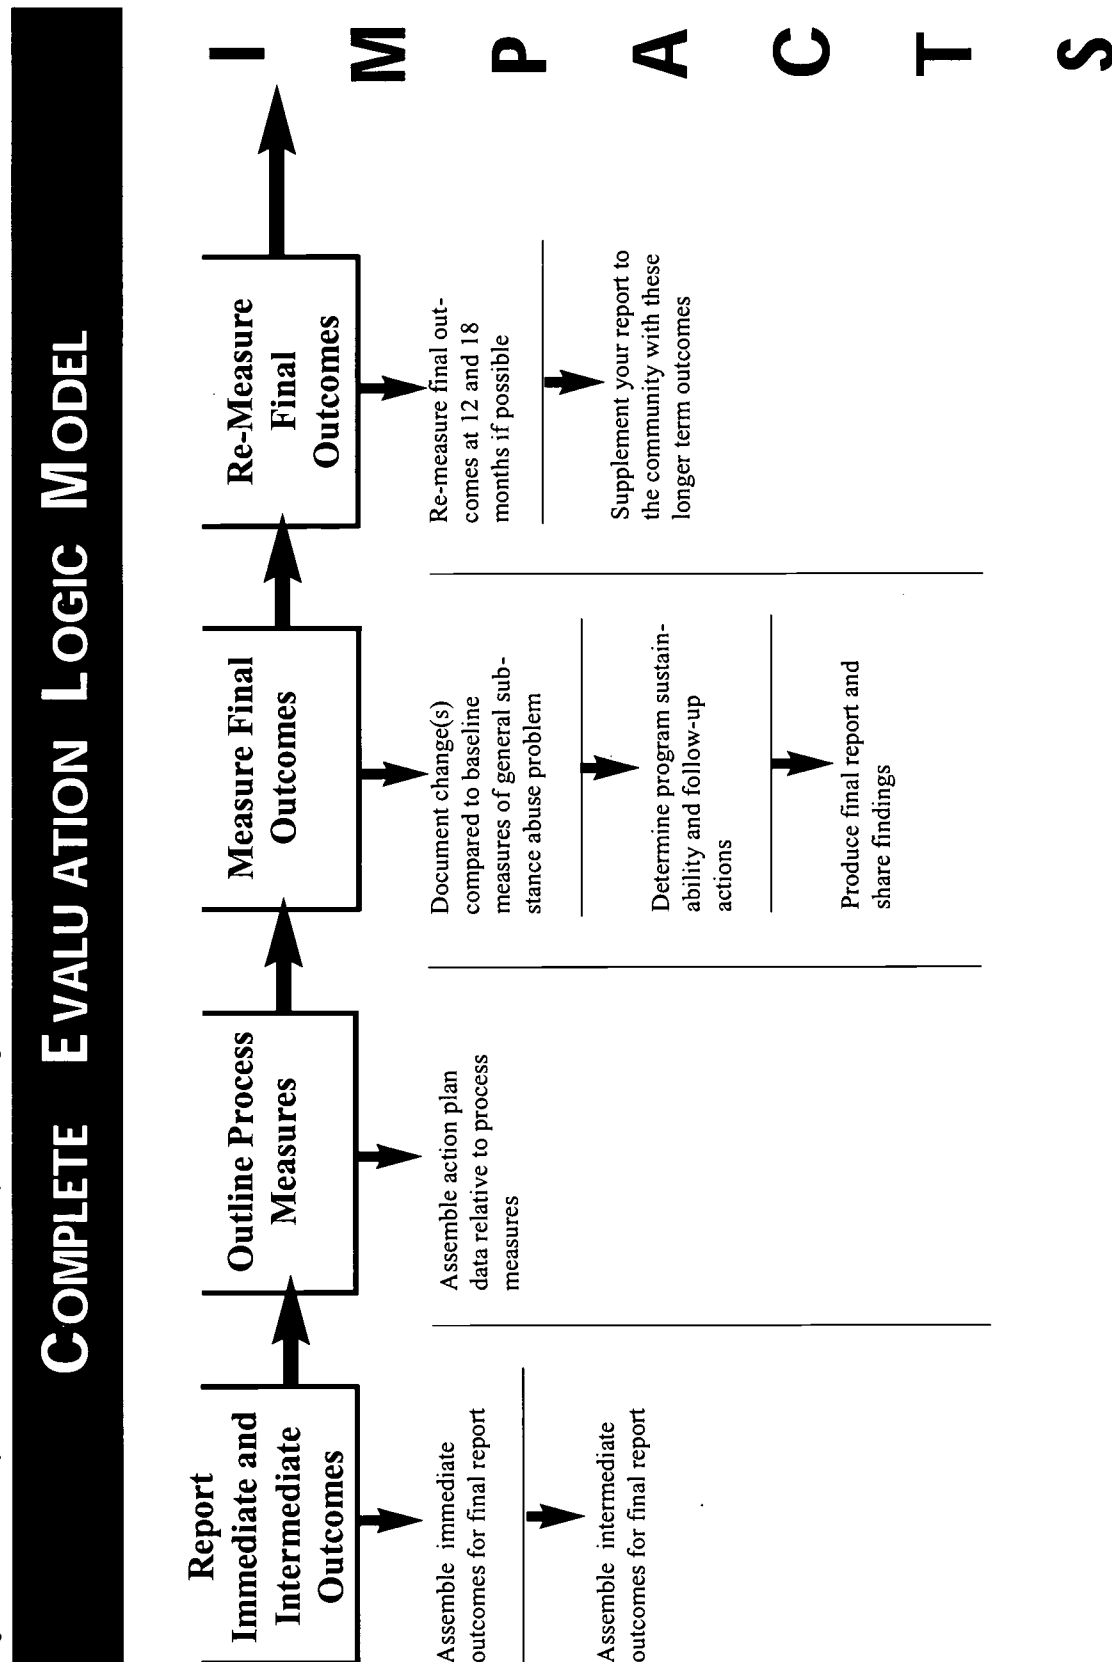 COMPLETE EVALUATION LOGIC MODEL
Report
Immediate and
Intermediate
Outcomes
Assemble immediate
outcomes for final report
Assemble intermediate
outcomes for final report
Outline Process
Measures
Assemble action plan
data relative to process
measures
Measure Final
Outcomes
Document change(s)
compared to baseline
measures of general sub-
stance abuse problem
Determine program sustain-
ability and follow-up
actions
Produce final report and
share findings
Re-Measure
Final
Outcomes
Re-measure final out-
comes at 12 and 18
months if possible
Supplement your report to
the community with these
longer term outcomes
I
M
P
A
C
T
S